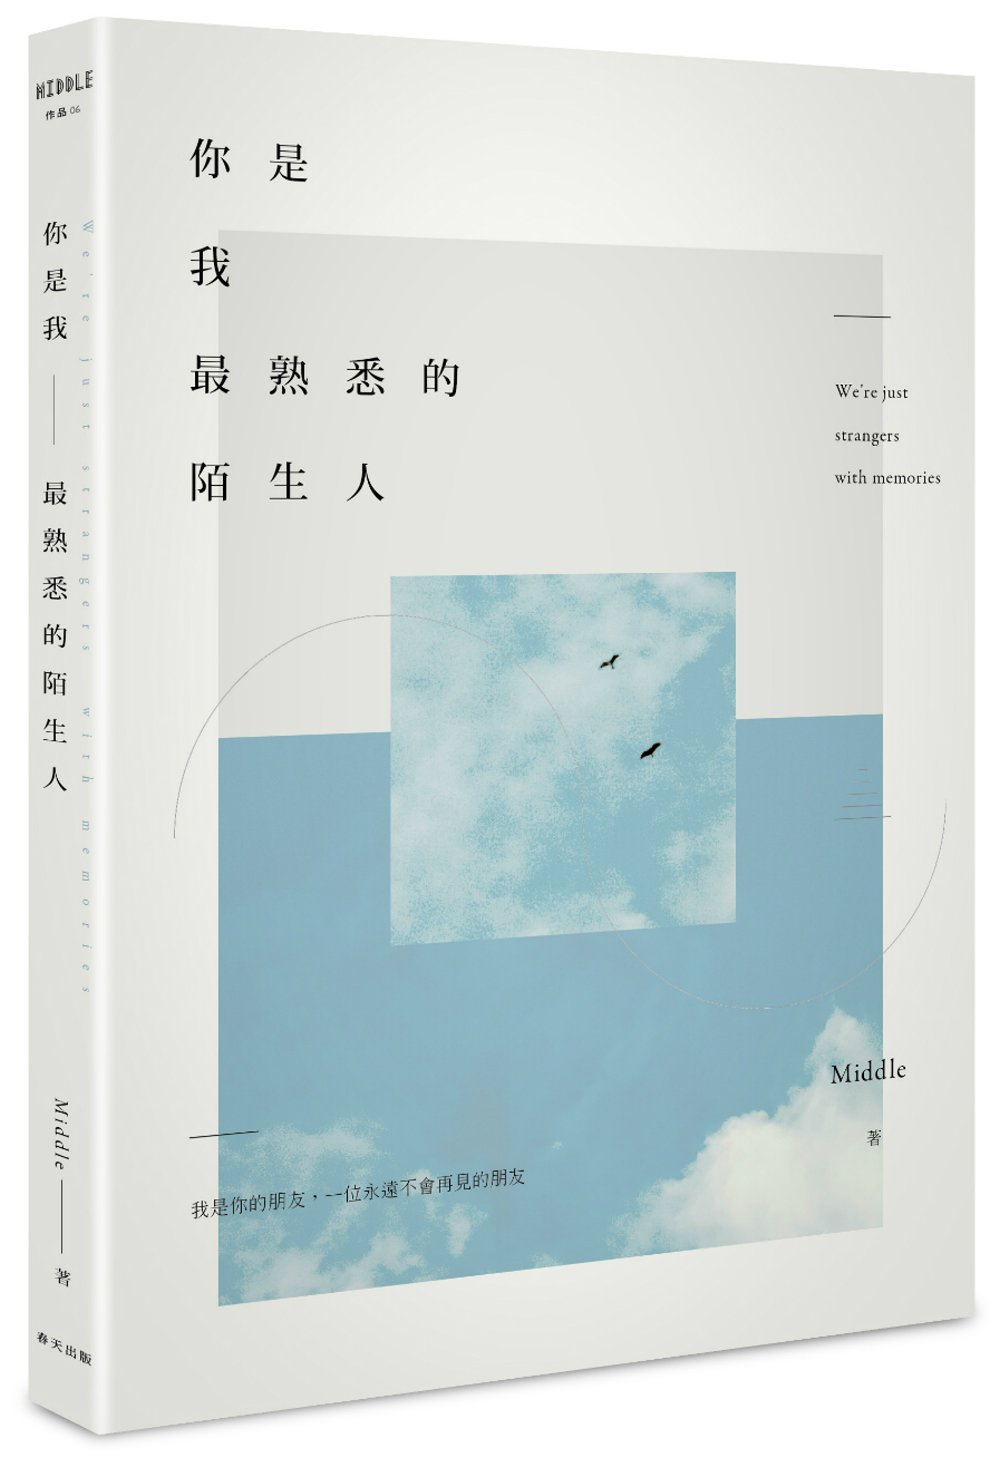 MIDDLE
作品 06
你是我
最熟悉的陌生人
We're just strangers with memories
Middle
著
春天出版
你是
我
最熟悉的
陌生人
We're just
strangers
with memories
Middle
著
我是你的朋友，一位永遠不會再見的朋友